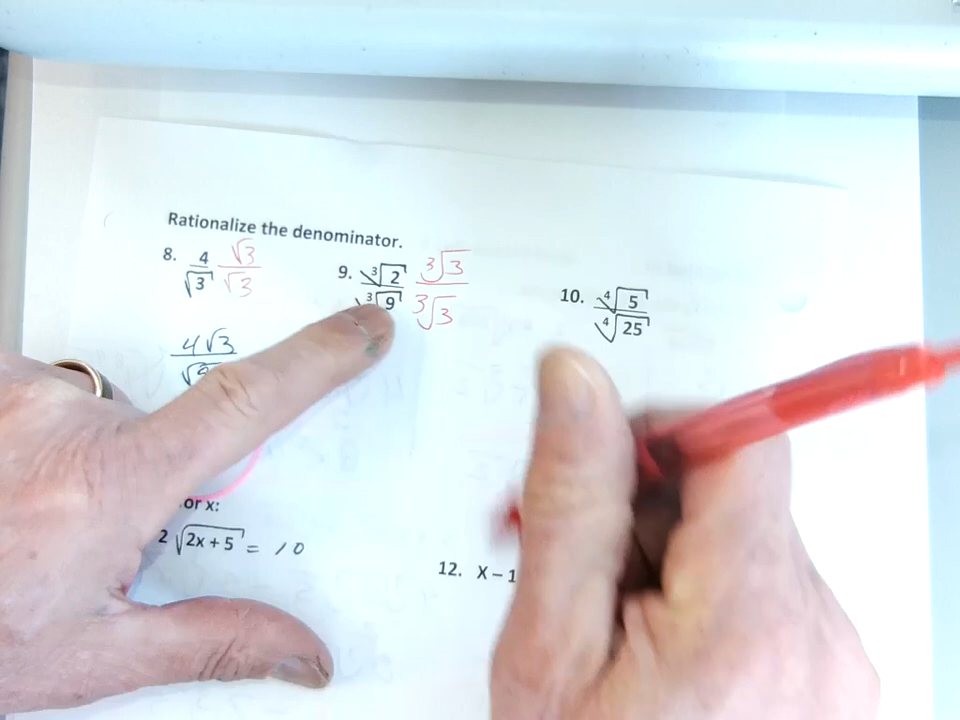 Rationalize the denominator.
8. 4/√3 √3/√3
9. ∛2/∛9 ∛3/∛3
10. ∜5/∜25
4√3
or x:
2√2x + 5 = 10
12. X – 1